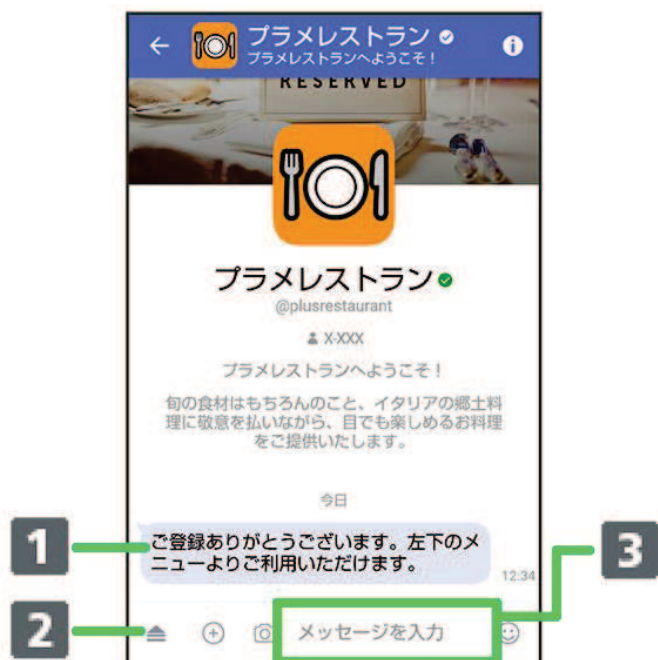 プラメレストラン
プラメレストランへようこそ！
RESERVED
プラメレストラン
@plusrestaurant
X-XXX
プラメレストランへようこそ！
旬の食材はもちろんのこと、イタリアの郷土料
理に敬意を払いながら、目でも楽しめるお料理
をご提供いたします。
今日
1
ご登録ありがとうございます。左下のメ
ニューよりご利用いただけます。
12:34
3
2
メッセージを入力